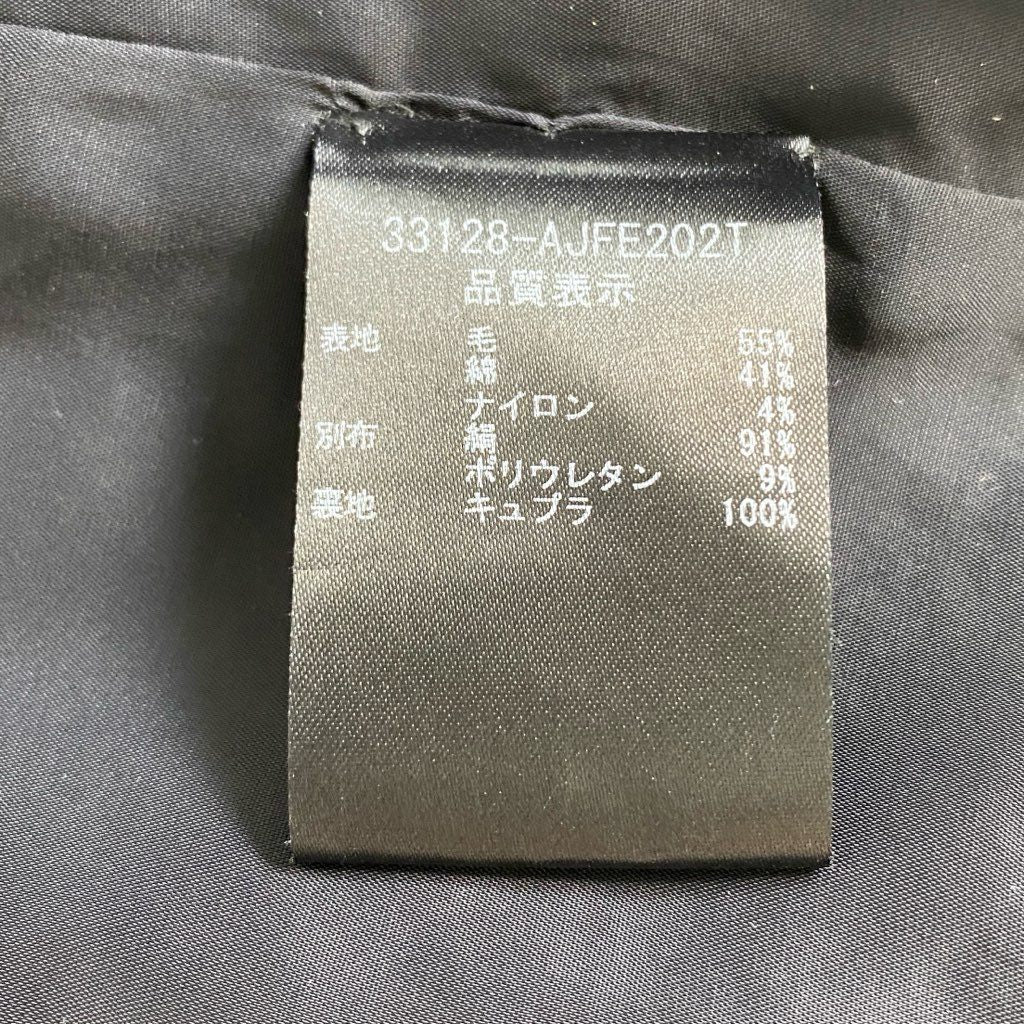 33128-AJFE202T
品質表示
表地 毛 55%
綿 41%
ナイロン 4%
別布 絹 91%
ポリウレタン 9%
裏地 キュプラ 100%